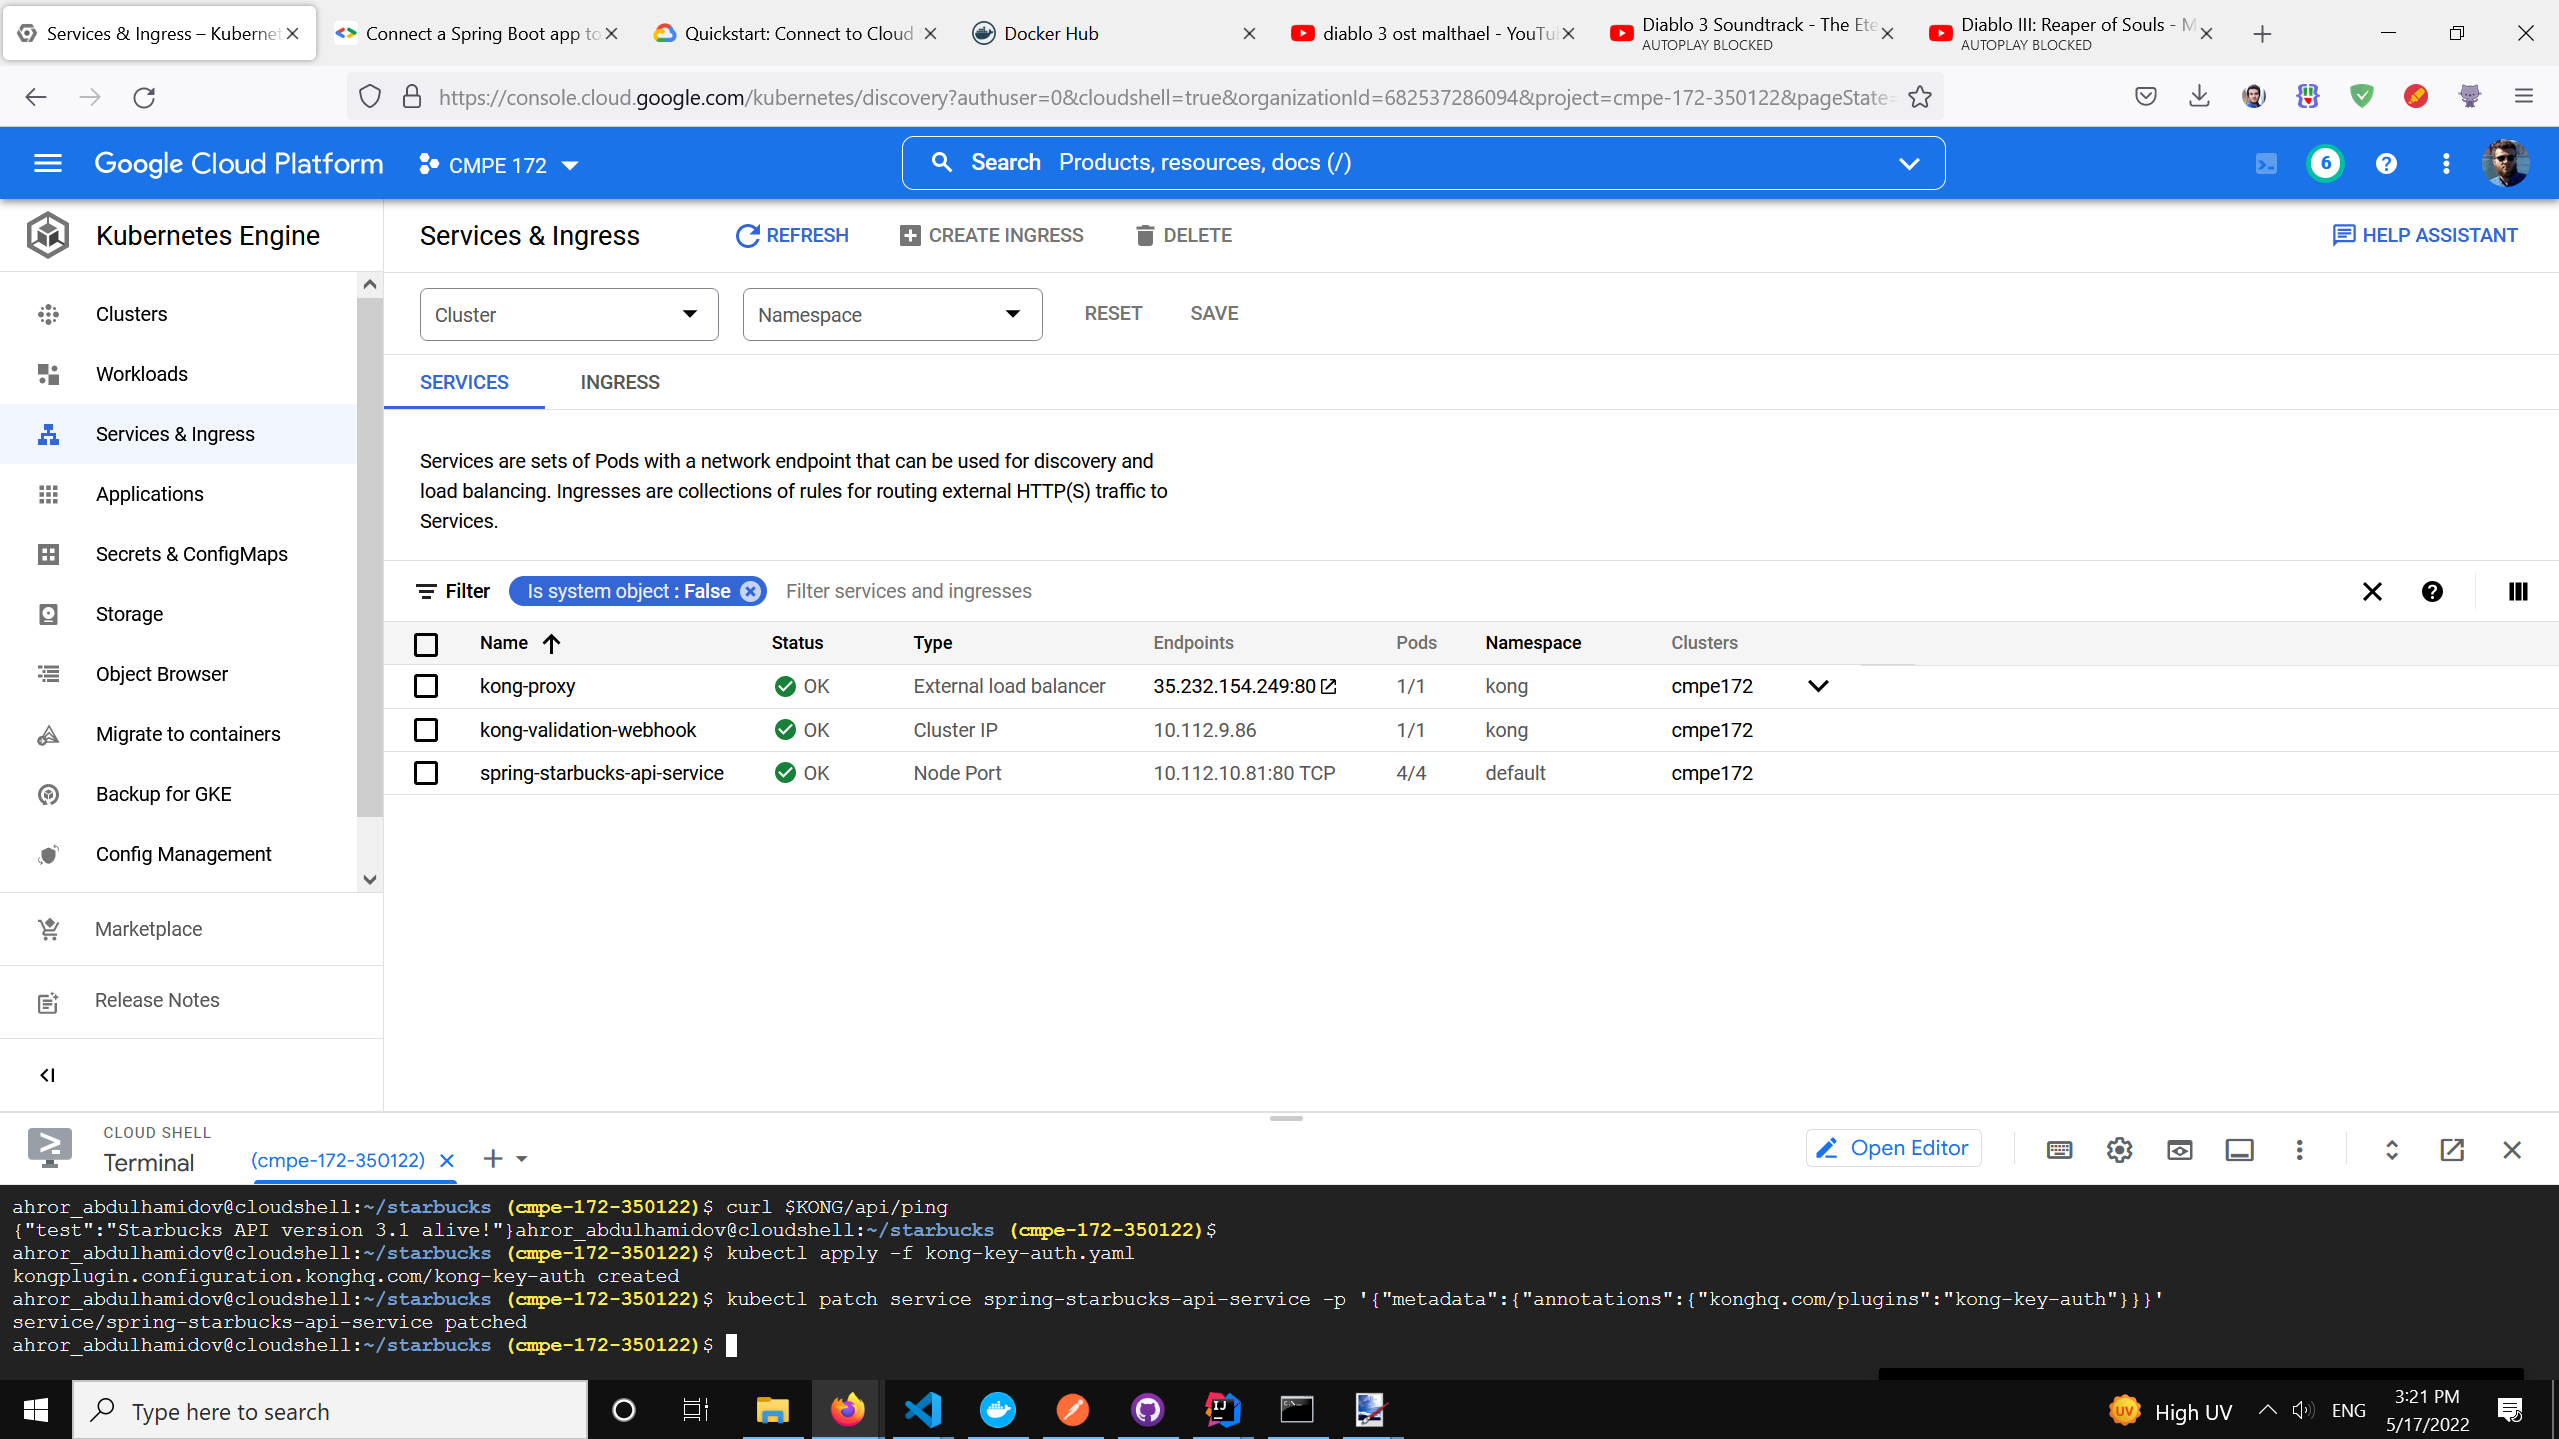 Services & Ingress – Kubernet
Connect a Spring Boot app to
Quickstart: Connect to Cloud
Docker Hub
diablo 3 ost malthael - YouTu
Diablo 3 Soundtrack - The Ete
AUTOPLAY BLOCKED
Diablo III: Reaper of Souls - M
AUTOPLAY BLOCKED
https://console.cloud.google.com/kubernetes/discovery?authuser=0&cloudshell=true&organizationId=682537286094&project=cmpe-172-350122&pageState=
Google Cloud Platform
CMPE 172
Search Products, resources, docs (/)
6
Kubernetes Engine
Services & Ingress
REFRESH
CREATE INGRESS
DELETE
HELP ASSISTANT
Clusters
Workloads
Services & Ingress
Applications
Secrets & ConfigMaps
Storage
Object Browser
Migrate to containers
Backup for GKE
Config Management
Marketplace
Release Notes
Cluster
Namespace
RESET
SAVE
SERVICES
INGRESS
Services are sets of Pods with a network endpoint that can be used for discovery and
load balancing. Ingresses are collections of rules for routing external HTTP(S) traffic to
Services.
Filter
Is system object : False
Filter services and ingresses
Name Status Type Endpoints Pods Namespace Clusters
kong-proxy OK External load balancer 35.232.154.249:80 1/1 kong cmpe172
kong-validation-webhook OK Cluster IP 10.112.9.86 1/1 kong cmpe172
spring-starbucks-api-service OK Node Port 10.112.10.81:80 TCP 4/4 default cmpe172
CLOUD SHELL
Terminal
(cmpe-172-350122)
Open Editor
ahror_abdulhamidov@cloudshell:~/starbucks (cmpe-172-350122)$ curl $KONG/api/ping
{"test":"Starbucks API version 3.1 alive!"}ahror_abdulhamidov@cloudshell:~/starbucks (cmpe-172-350122)$
ahror_abdulhamidov@cloudshell:~/starbucks (cmpe-172-350122)$ kubectl apply -f kong-key-auth.yaml
kongplugin.configuration.konghq.com/kong-key-auth created
ahror_abdulhamidov@cloudshell:~/starbucks (cmpe-172-350122)$ kubectl patch service spring-starbucks-api-service -p '{"metadata":{"annotations":{"konghq.com/plugins":"kong-key-auth"}}}'
service/spring-starbucks-api-service patched
ahror_abdulhamidov@cloudshell:~/starbucks (cmpe-172-350122)$
Type here to search
UV
High UV
ENG
3:21 PM
5/17/2022